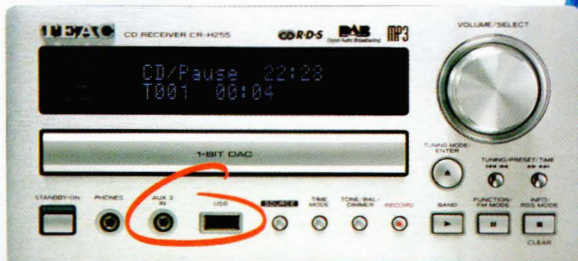 TEAC CD RECEIVER CR-H255 CD R·D·S DAB Digital Audio Broadcasting MP3
VOLUME/SELECT
CD/Pause 22:28
T001 00:04
1-BIT DAC
TUNING MODE/
ENTER
TUNING/PRESET/TIME
STANDBY/ON PHONES AUX 3
IN
USB SOURCE TIME
MODE
TONE/BAL/
DIMMER
RECORD
BAND FUNCTION/
FM MODE
INFO/
RDS MODE
CLEAR